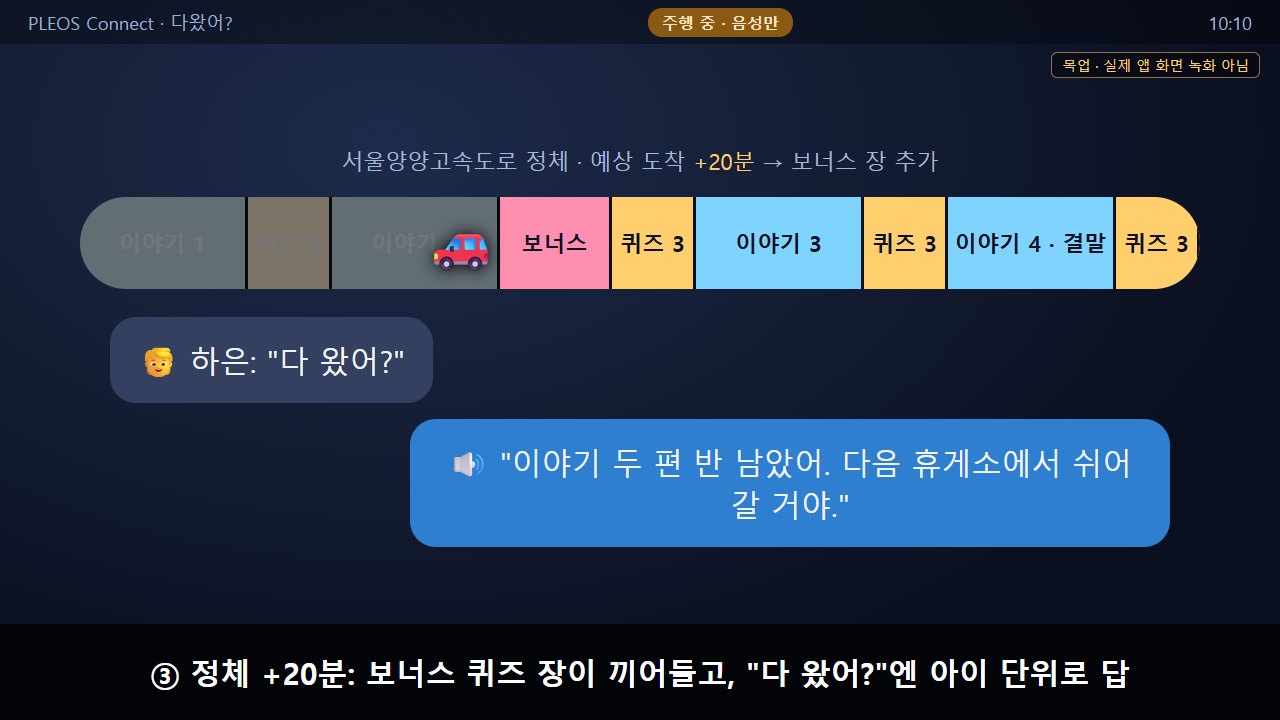 PLEOS Connect · 다왔어?
주행 중 · 음성만
10:10
목업 · 실제 앱 화면 녹화 아님
서울양양고속도로 정체 · 예상 도착 +20분 → 보너스 장 추가
이야기 1
퀴즈 3
이야기
보너스
퀴즈 3
이야기 3
퀴즈 3
이야기 4 · 결말
퀴즈 3
하은: "다 왔어?"
"이야기 두 편 반 남았어. 다음 휴게소에서 쉬어
갈 거야."
③ 정체 +20분: 보너스 퀴즈 장이 끼어들고, "다 왔어?"엔 아이 단위로 답